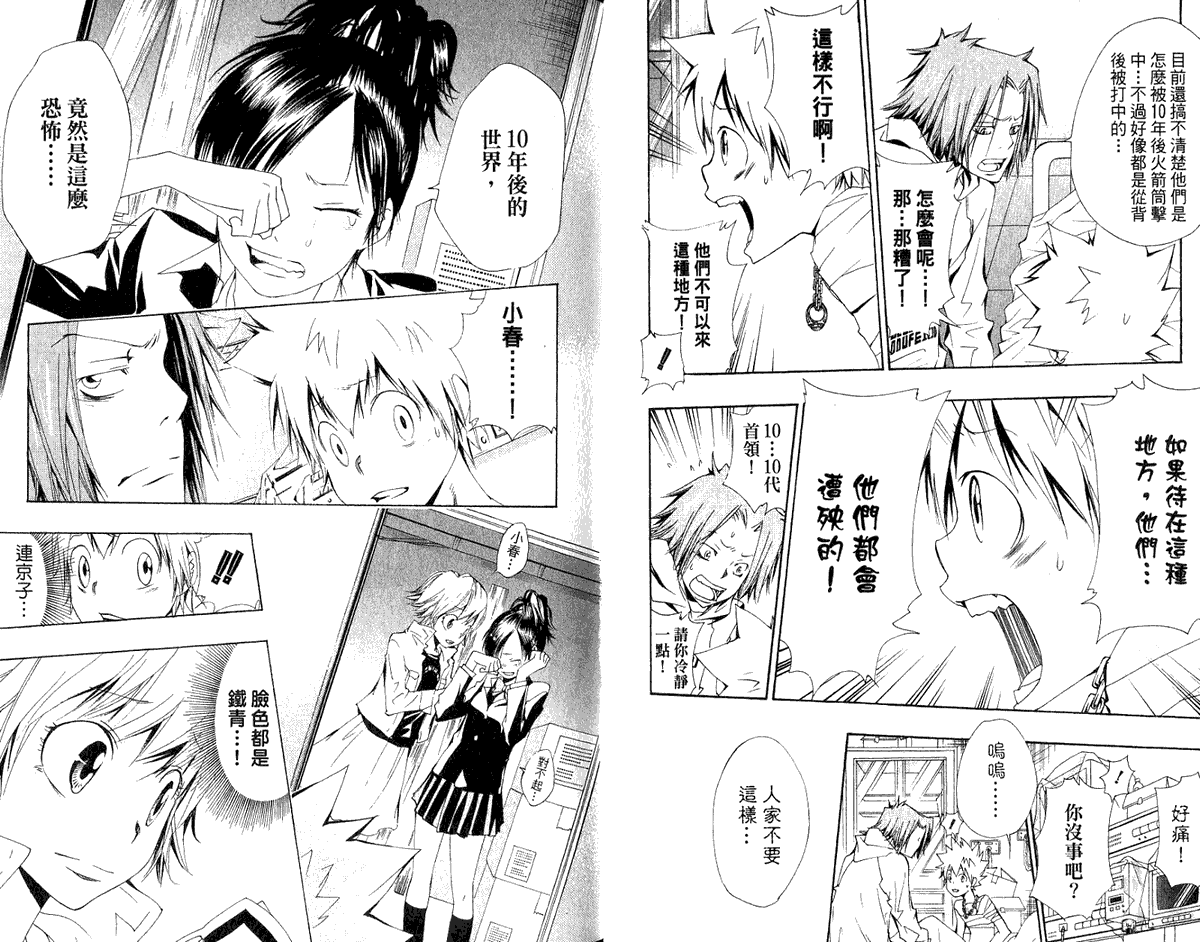 目前還搞不清楚他們是
怎麼被10年後火箭筒擊
中…不過好像都是從背
後被打中的…
怎麼會呢……！
那…那糟了！
這樣不行啊！
他們不可以來
這種地方！
!!
如果待在這種
地方，他們…
他們都會
遭殃的！
10…10代
首領！
請你冷靜
一點！
好痛！
你沒事吧？
！
嗚嗚……
人家不要
這樣…
10年後的
世界，
竟然是這麼
恐怖……
小春………！
小春…
對不起…
!!!
連京子…
臉色都是
鐵青…！